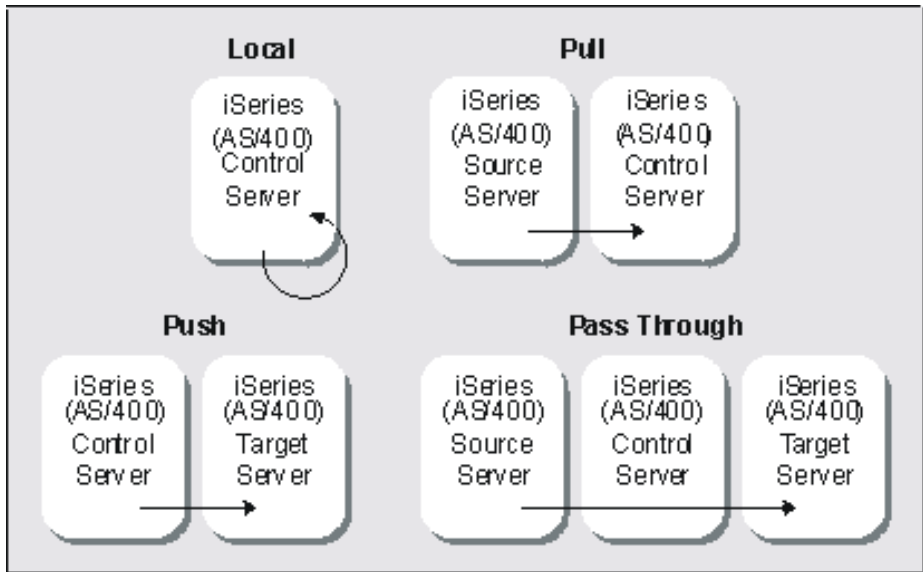 Local
iSeries
(AS/400)
Control
Server
Pull
iSeries
(AS/400)
Source
Server
iSeries
(AS/400)
Control
Server
Push
iSeries
(AS/400)
Control
Server
iSeries
(AS/400)
Target
Server
Pass Through
iSeries
(AS/400)
Source
Server
iSeries
(AS/400)
Control
Server
iSeries
(AS/400)
Target
Server